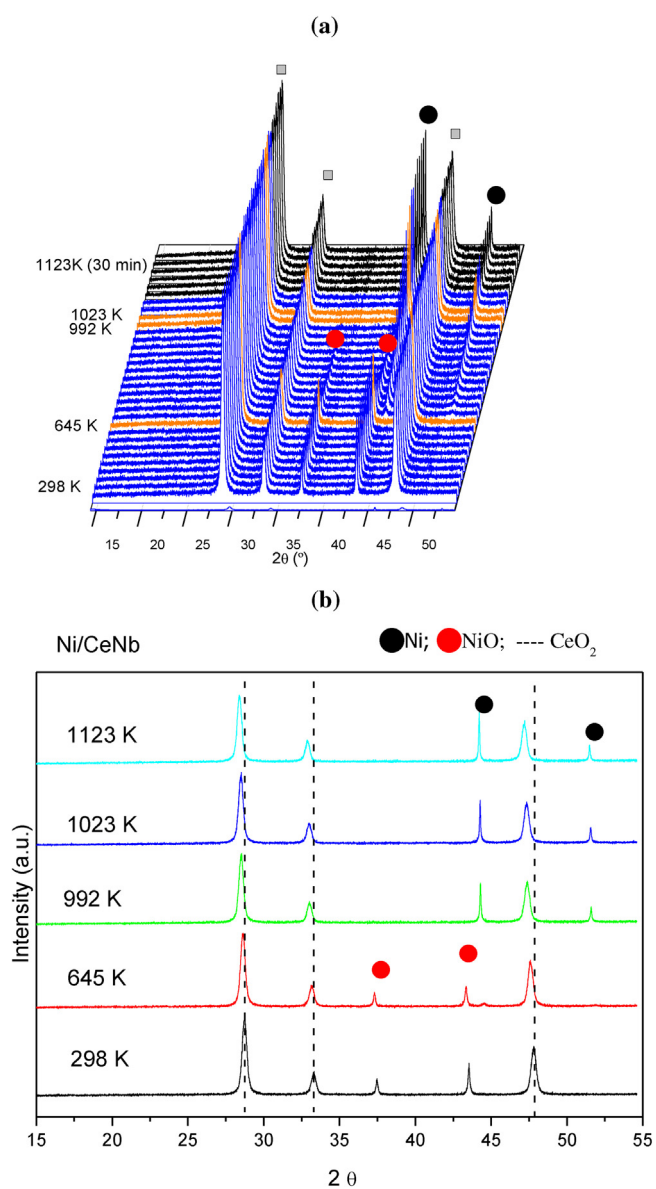 (a)
1123K (30 min)
1023 K
992 K
645 K
298 K
15 20 25 30 35 40 45 50
2θ (º)
(b)
Ni/CeNb
Ni; NiO; ---- CeO2
1123 K
1023 K
992 K
645 K
298 K
Intensity (a.u.)
15 20 25 30 35 40 45 50 55
2 θ